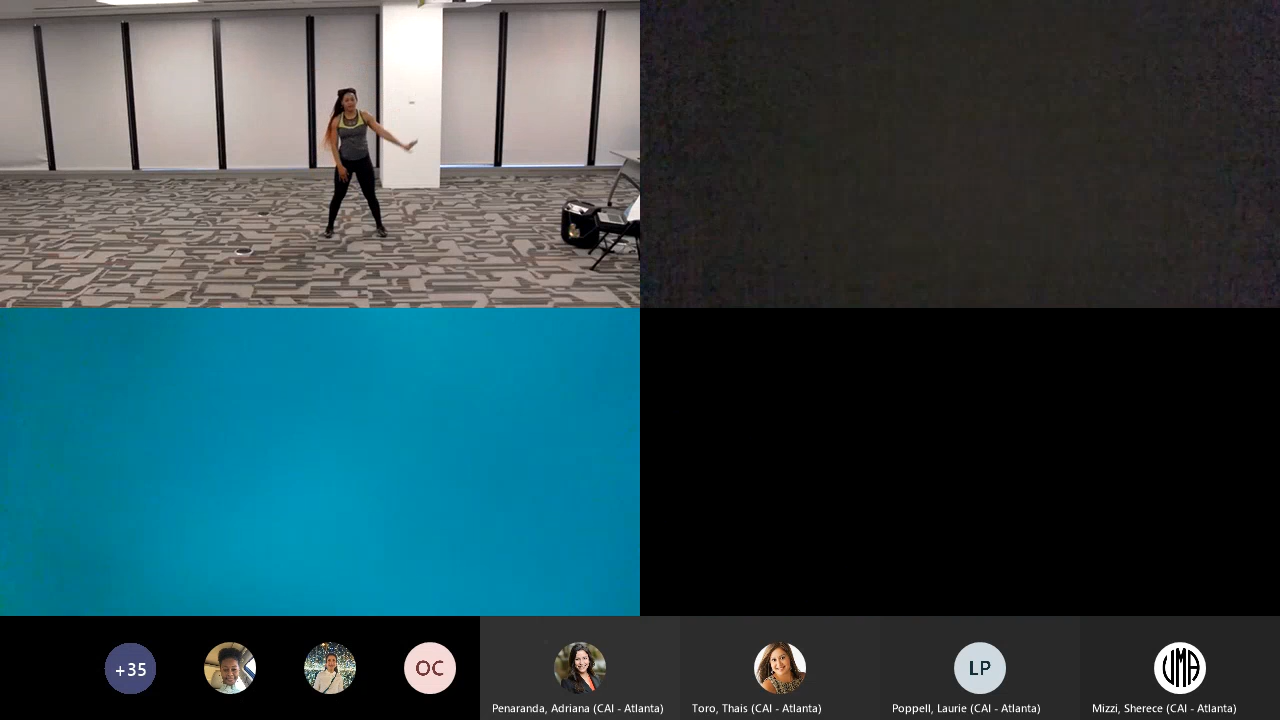 +35
OC
Penaranda, Adriana (CAI - Atlanta)
Toro, Thais (CAI - Atlanta)
LP
Poppell, Laurie (CAI - Atlanta)
UMA
Mizzi, Sherece (CAI - Atlanta)